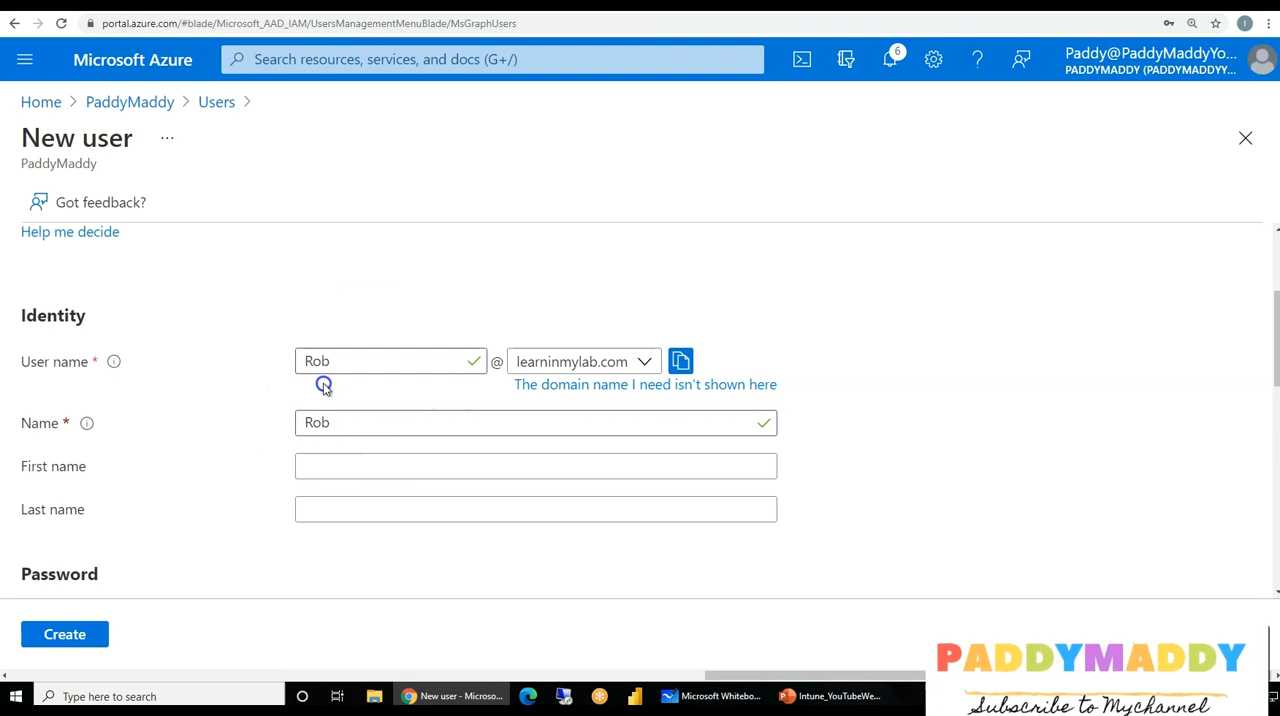 portal.azure.com/#blade/Microsoft_AAD_IAM/UsersManagementMenuBlade/MsGraphUsers
I
Microsoft Azure
Search resources, services, and docs (G+/)
6
Paddy@PaddyMaddyYo...
PADDYMADDY (PADDYMADDYY...
Home > PaddyMaddy > Users >
New user ...
PaddyMaddy
Got feedback?
Help me decide
Identity
User name * Rob @ learninmylab.com
The domain name I need isn't shown here
Name * Rob
First name
Last name
Password
Create
PADDYMADDY
Subscribe to Mychannel
Type here to search
New user - Microso...
Microsoft Whitebo...
Intune_YouTubeWe...